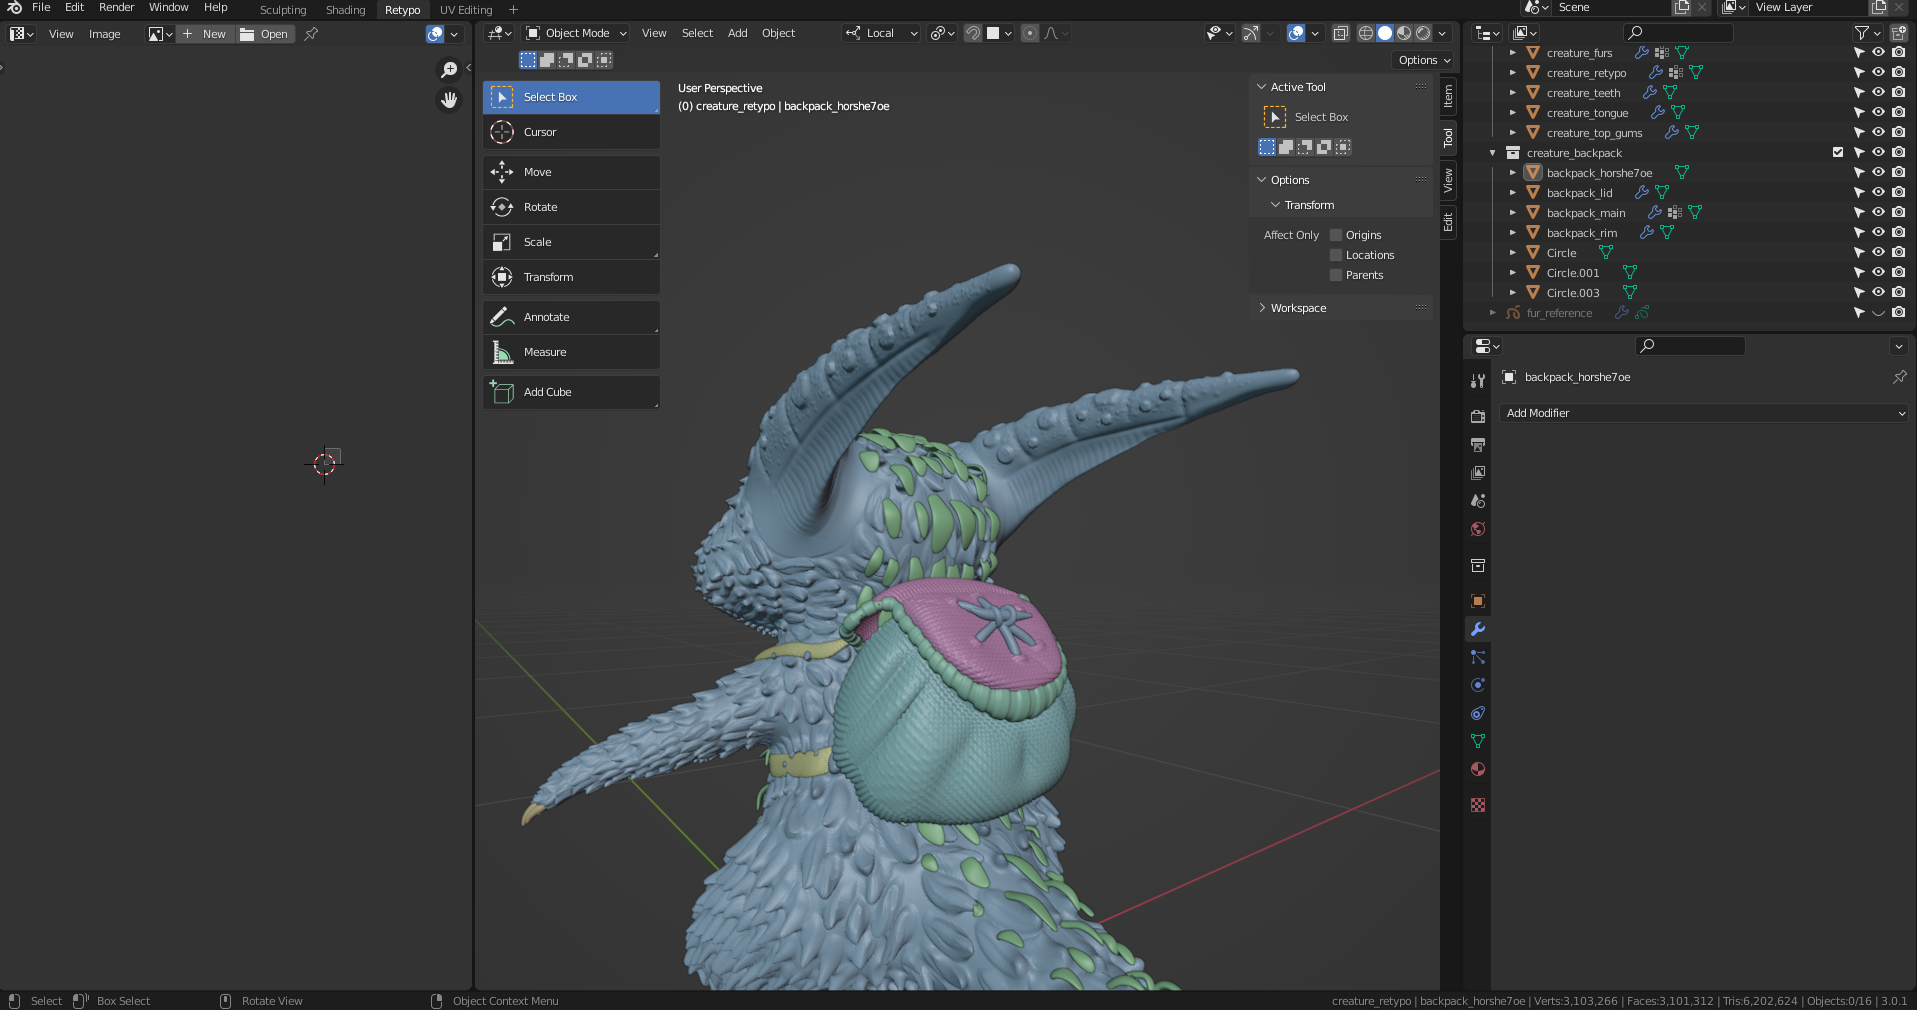 File Edit Render Window Help
Sculpting Shading Retypo UV Editing
Scene
View Layer
View Image
New Open
Object Mode
View Select Add Object
Local
Options
Select Box
Cursor
Move
Rotate
Scale
Transform
Annotate
Measure
Add Cube
User Perspective
(0) creature_retypo | backpack_horshe7oe
Active Tool
Select Box
Options
Transform
Affect Only Origins
Locations
Parents
Workspace
Item
Tool
View
Edit
creature_furs
creature_retypo
creature_teeth
creature_tongue
creature_top_gums
creature_backpack
backpack_horshe7oe
backpack_lid
backpack_main
backpack_rim
Circle
Circle.001
Circle.003
fur_reference
backpack_horshe7oe
Add Modifier
Select Box Select Rotate View Object Context Menu
creature_retypo | backpack_horshe7oe | Verts:3,103,266 | Faces:3,101,312 | Tris:6,202,624 | Objects:0/16 | 3.0.1